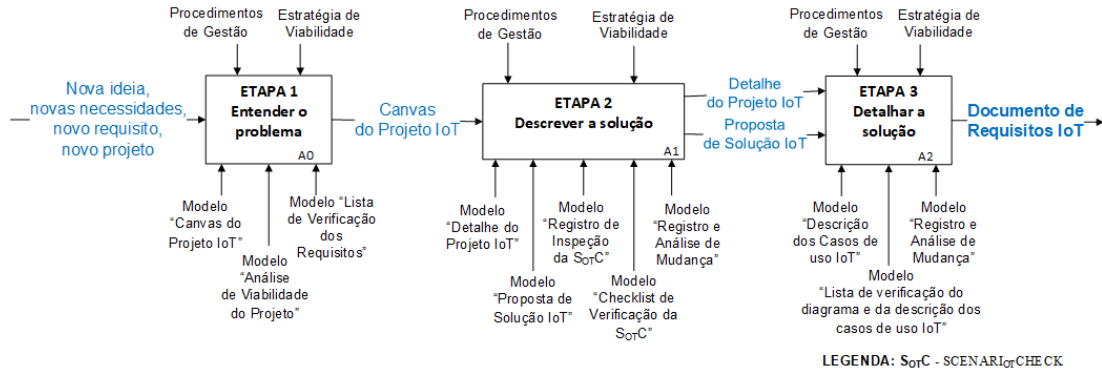 Procedimentos
de Gestão
Estratégia de
Viabilidade
Nova ideia,
novas necessidades,
novo requisito,
novo projeto
ETAPA 1
Entender o
problema
A0
Modelo
“Canvas do
Projeto IoT”
Modelo
“Análise
de Viabilidade
do Projeto”
Modelo “Lista
de Verificação
dos
Requisitos”
Canvas
do Projeto IoT
Procedimentos
de Gestão
Estratégia de
Viabilidade
ETAPA 2
Descrever a solução
A1
Modelo
“Detalhe do
Projeto IoT”
Modelo
“Proposta de
Solução IoT”
Modelo
“Registro de
Inspeção
da SOTC”
Modelo
“Checklist de
Verificação da
SOTC”
Modelo
“Registro e
Análise de
Mudança”
Detalhe
do Projeto IoT
Proposta
de Solução IoT
Procedimentos
de Gestão
Estratégia de
Viabilidade
ETAPA 3
Detalhar a
solução
A2
Modelo
“Descrição
dos Casos de
uso IoT”
Modelo
“Lista de verificação do
diagrama e da descrição dos
casos de uso IoT”
Modelo
“Registro e
Análise de
Mudança”
Documento de
Requisitos IoT
LEGENDA: SOTC - SCENARIOTCHECK